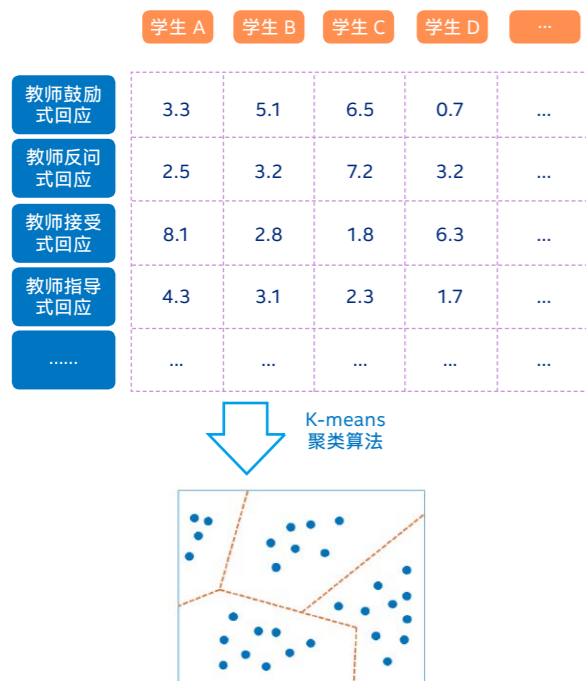 学生 A 学生 B 学生 C 学生 D ...
教师鼓励
式回应 3.3 5.1 6.5 0.7 ...
教师反问
式回应 2.5 3.2 7.2 3.2 ...
教师接受
式回应 8.1 2.8 1.8 6.3 ...
教师指导
式回应 4.3 3.1 2.3 1.7 ...
...... ... ... ... ... ...
K-means
聚类算法